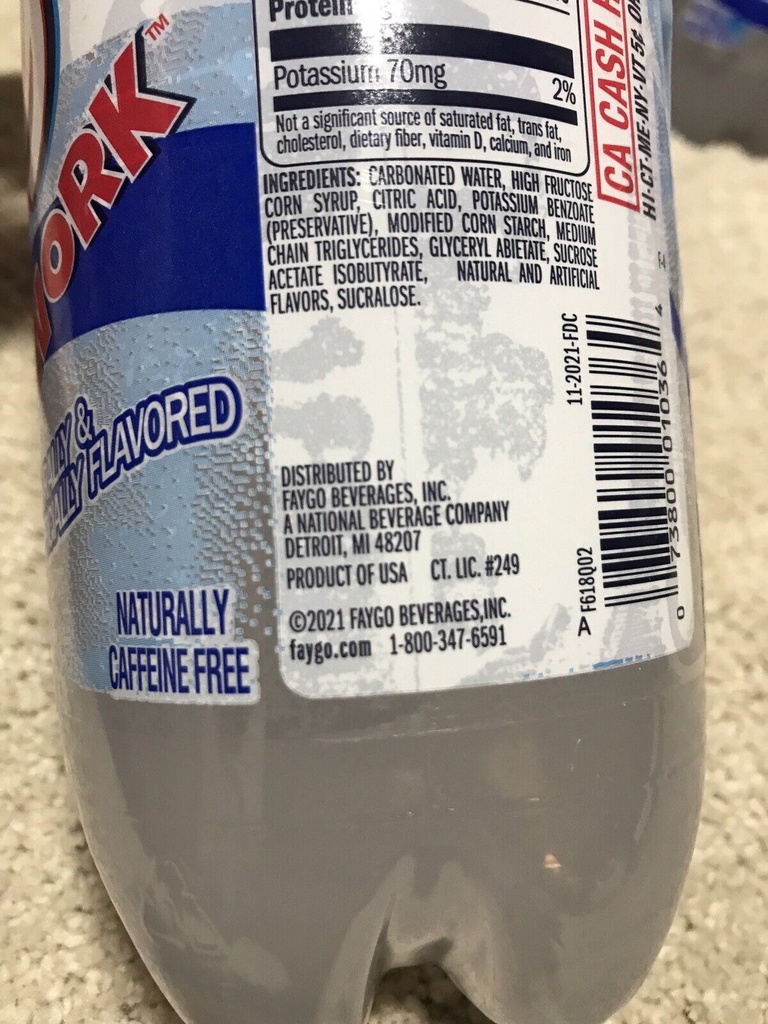 Protein
Potassium 70mg 2%
Not a significant source of saturated fat, trans fat,
cholesterol, dietary fiber, vitamin D, calcium, and iron
INGREDIENTS: CARBONATED WATER, HIGH FRUCTOSE
CORN SYRUP, CITRIC ACID, POTASSIUM BENZOATE
(PRESERVATIVE), MODIFIED CORN STARCH, MEDIUM
CHAIN TRIGLYCERIDES, GLYCERYL ABIETATE, SUCROSE
ACETATE ISOBUTYRATE, NATURAL AND ARTIFICIAL
FLAVORS, SUCRALOSE.
CA CASH
HI-CT-ME-NY-VT 5¢
11-2021-FDC
0 73800 01036 4
A F618Q02
DISTRIBUTED BY
FAYGO BEVERAGES, INC.
A NATIONAL BEVERAGE COMPANY
DETROIT, MI 48207
PRODUCT OF USA CT. LIC. #249
©2021 FAYGO BEVERAGES,INC.
faygo.com 1-800-347-6591
ORK™
&
FLAVORED
NATURALLY
CAFFEINE FREE